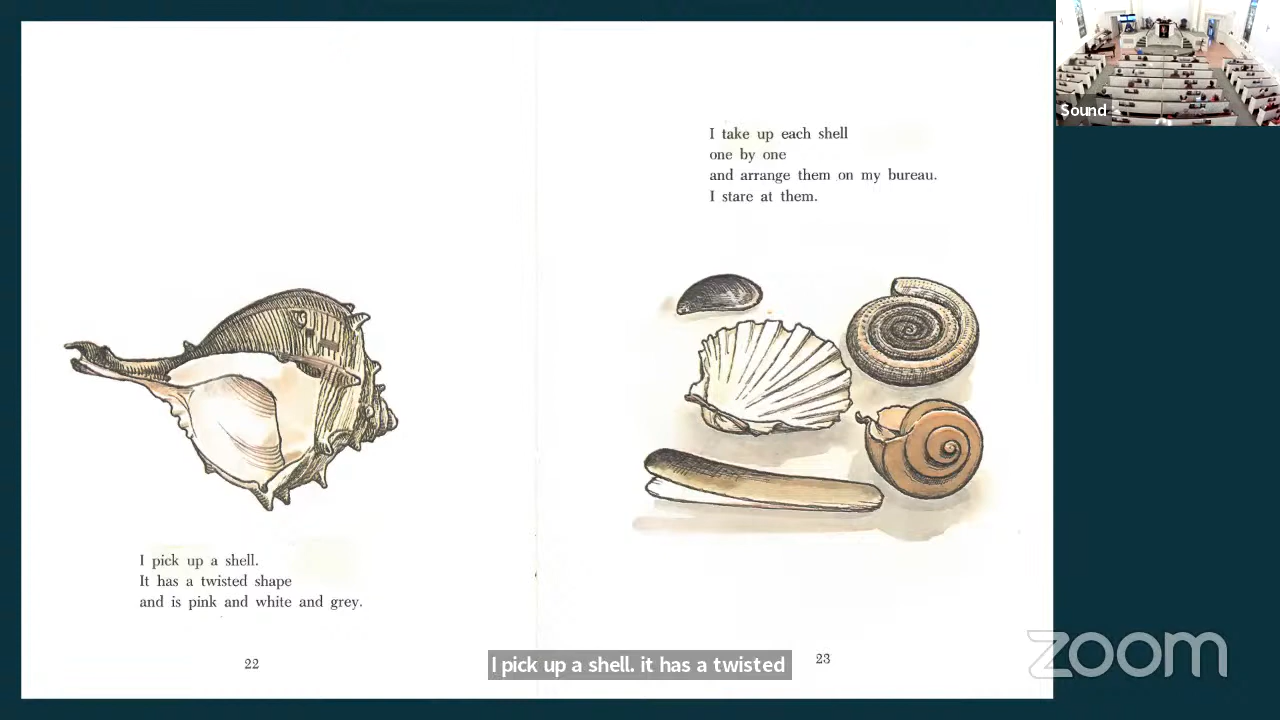 I pick up a shell.
It has a twisted shape
and is pink and white and grey.
22
I take up each shell
one by one
and arrange them on my bureau.
I stare at them.
23
I pick up a shell. it has a twisted
Sound
zoom